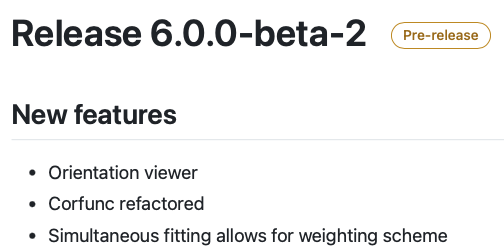 Release 6.0.0-beta-2 Pre-release
New features
• Orientation viewer
• Corfunc refactored
• Simultaneous fitting allows for weighting scheme